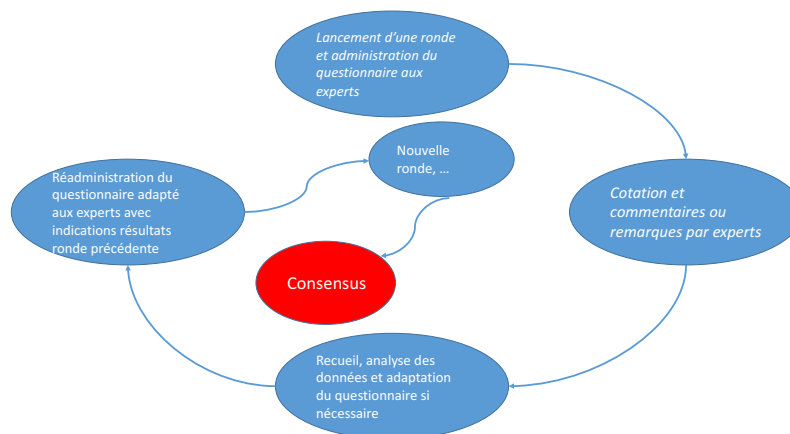 Lancement d'une ronde
et administration du
questionnaire aux
experts
Nouvelle
ronde, ...
Réadministration du
questionnaire adapté
aux experts avec
indications résultats
ronde précédente
Cotation et
commentaires ou
remarques par experts
Consensus
Recueil, analyse des
données et adaptation
du questionnaire si
nécessaire